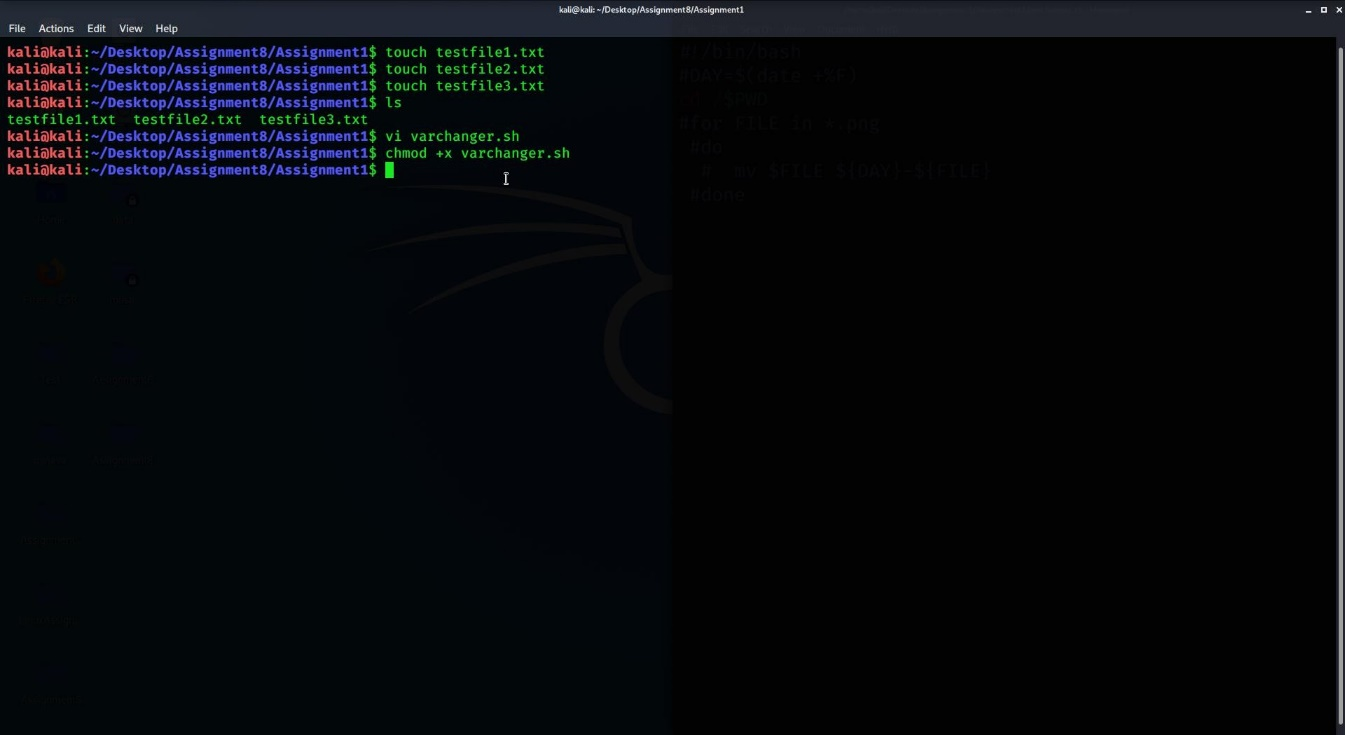 kali@kali: ~/Desktop/Assignment8/Assignment1
File Actions Edit View Help
kali@kali:~/Desktop/Assignment8/Assignment1$ touch testfile1.txt
kali@kali:~/Desktop/Assignment8/Assignment1$ touch testfile2.txt
kali@kali:~/Desktop/Assignment8/Assignment1$ touch testfile3.txt
kali@kali:~/Desktop/Assignment8/Assignment1$ ls
testfile1.txt testfile2.txt testfile3.txt
kali@kali:~/Desktop/Assignment8/Assignment1$ vi varchanger.sh
kali@kali:~/Desktop/Assignment8/Assignment1$ chmod +x varchanger.sh
kali@kali:~/Desktop/Assignment8/Assignment1$
#!/bin/bash
#DAY=$(date +%F)
$PWD
#for FILE in *.png
#do
# mv $FILE ${DAY}-${FILE}
#done